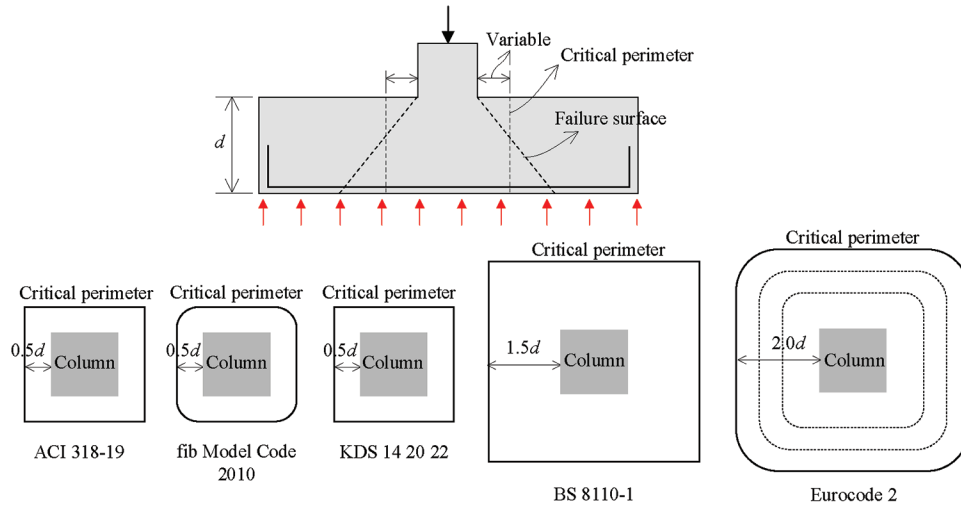 Variable
Critical perimeter
d
Failure surface
Critical perimeter
Critical perimeter
Critical perimeter
Critical perimeter
Critical perimeter
0.5d
Column
0.5d
Column
0.5d
Column
1.5d
Column
2.0d
Column
ACI 318-19
fib Model Code
2010
KDS 14 20 22
BS 8110-1
Eurocode 2